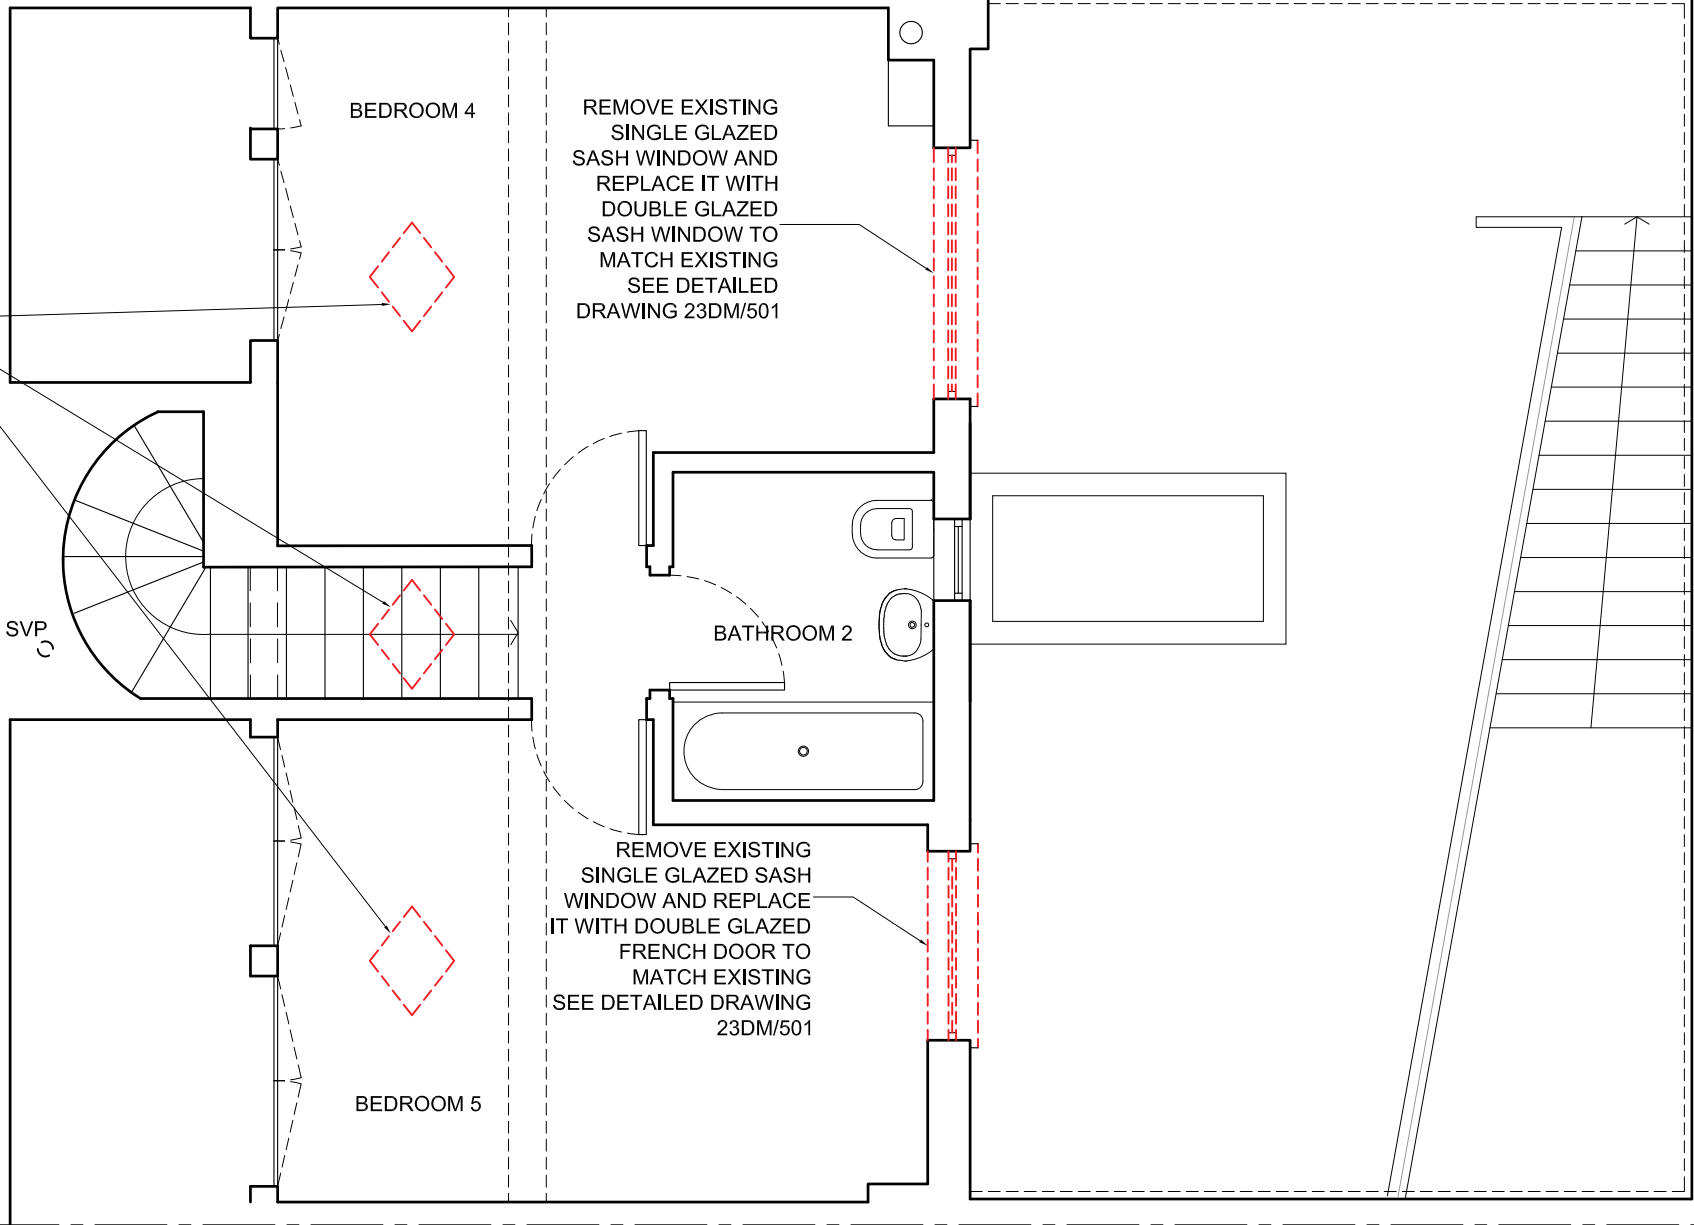 BEDROOM 4
REMOVE EXISTING
SINGLE GLAZED
SASH WINDOW AND
REPLACE IT WITH
DOUBLE GLAZED
SASH WINDOW TO
MATCH EXISTING
SEE DETAILED
DRAWING 23DM/501
SVP
BATHROOM 2
REMOVE EXISTING
SINGLE GLAZED SASH
WINDOW AND REPLACE
IT WITH DOUBLE GLAZED
FRENCH DOOR TO
MATCH EXISTING
SEE DETAILED DRAWING
23DM/501
BEDROOM 5